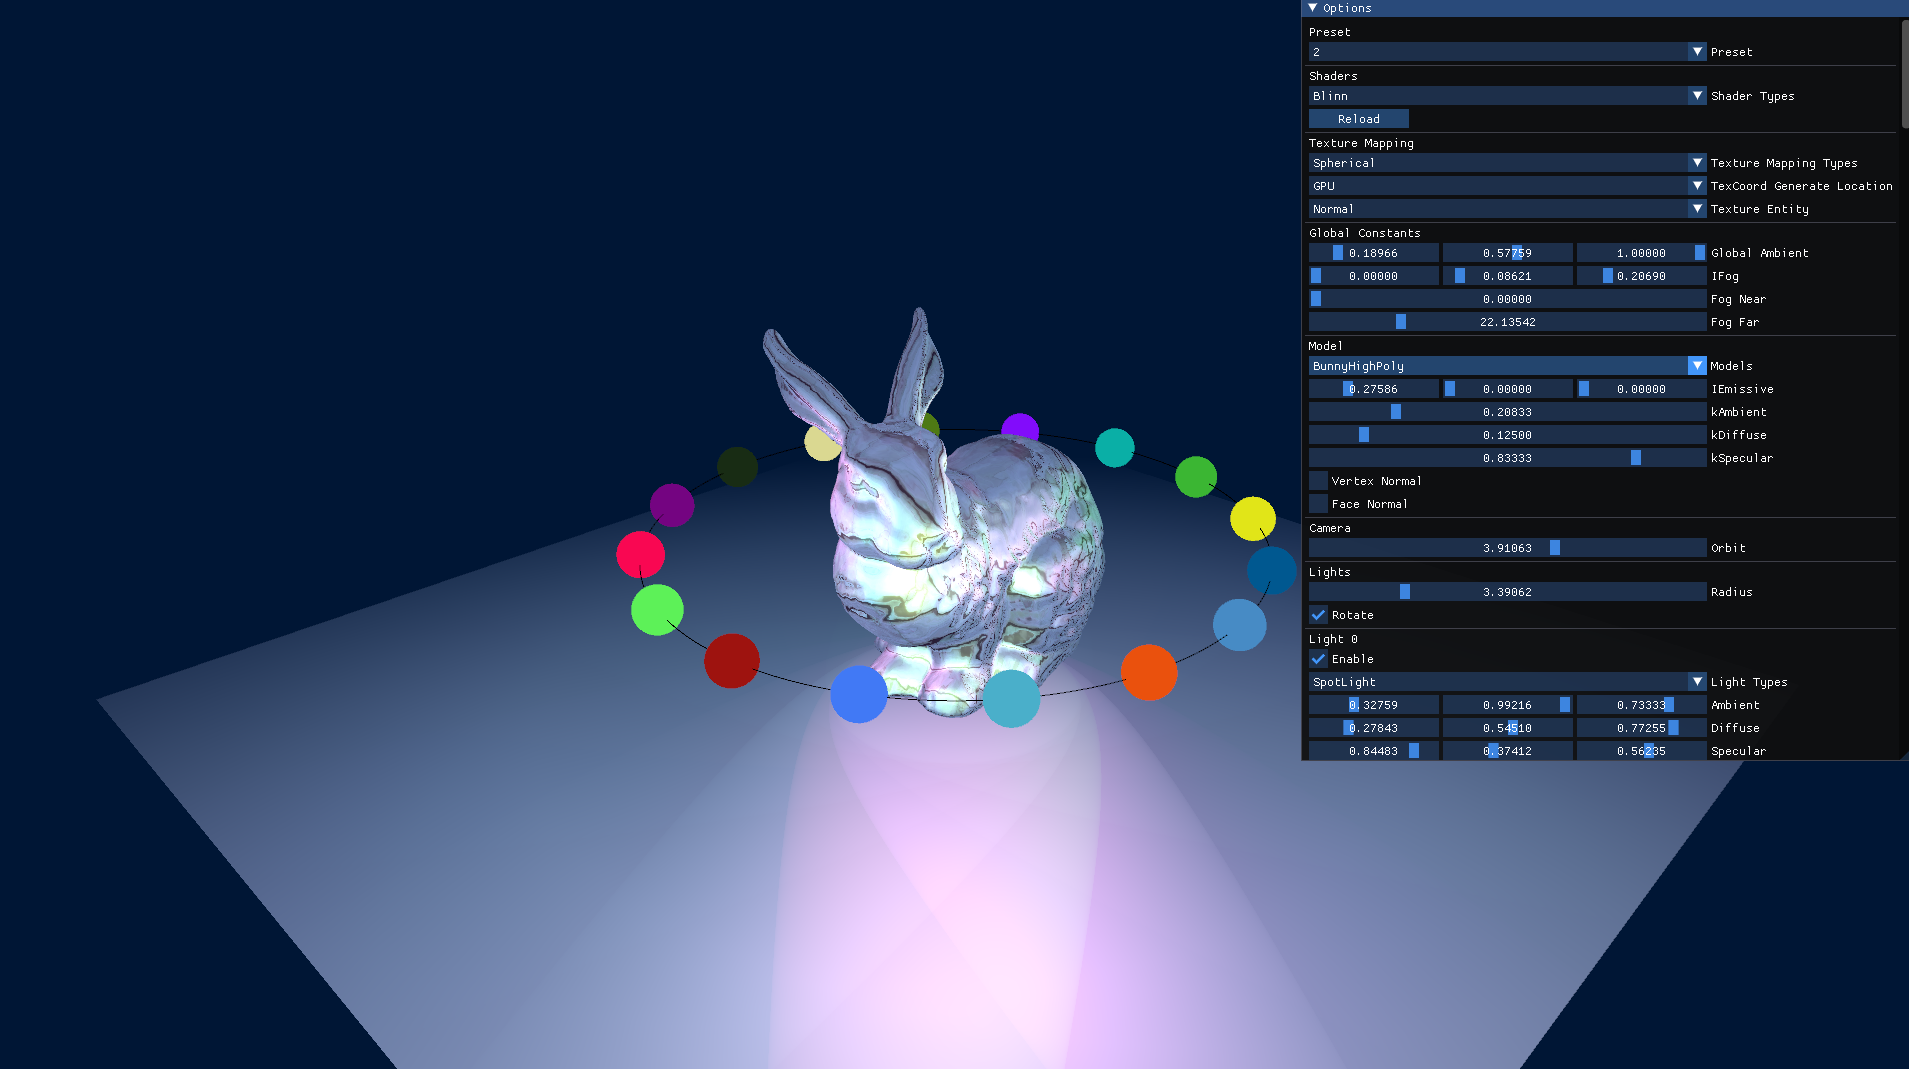 Options
Preset
2 Preset
Shaders
Blinn Shader Types
Reload
Texture Mapping
Spherical Texture Mapping Types
GPU TexCoord Generate Location
Normal Texture Entity
Global Constants
0.18966 0.57759 1.00000 Global Ambient
0.00000 0.08621 0.20690 IFog
0.00000 Fog Near
22.13542 Fog Far
Model
BunnyHighPoly Models
0.27586 0.00000 0.00000 IEmissive
0.20833 kAmbient
0.12500 kDiffuse
0.83333 kSpecular
Vertex Normal
Face Normal
Camera
3.91063 Orbit
Lights
3.39062 Radius
Rotate
Light 0
Enable
SpotLight Light Types
0.32759 0.99216 0.73333 Ambient
0.27843 0.54510 0.77255 Diffuse
0.84483 0.37412 0.56235 Specular